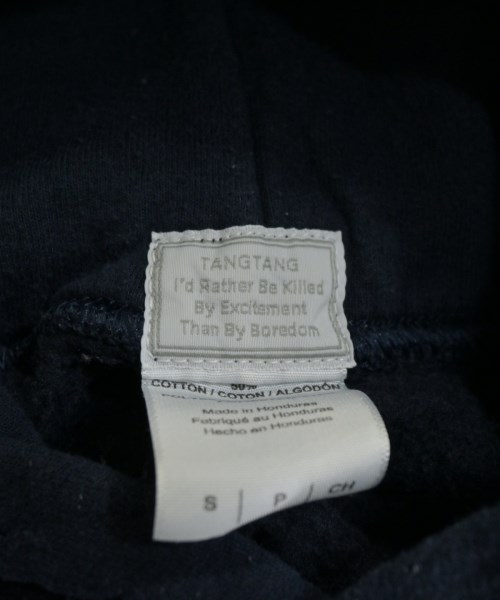 TANGTANG
I'd Rather Be Killed
By Excitement
Than By Boredom
50%
COTTON / COTON / ALGODÓN
Made in Honduras
Fabriqué au Honduras
Hecho en Honduras
S | P | CH